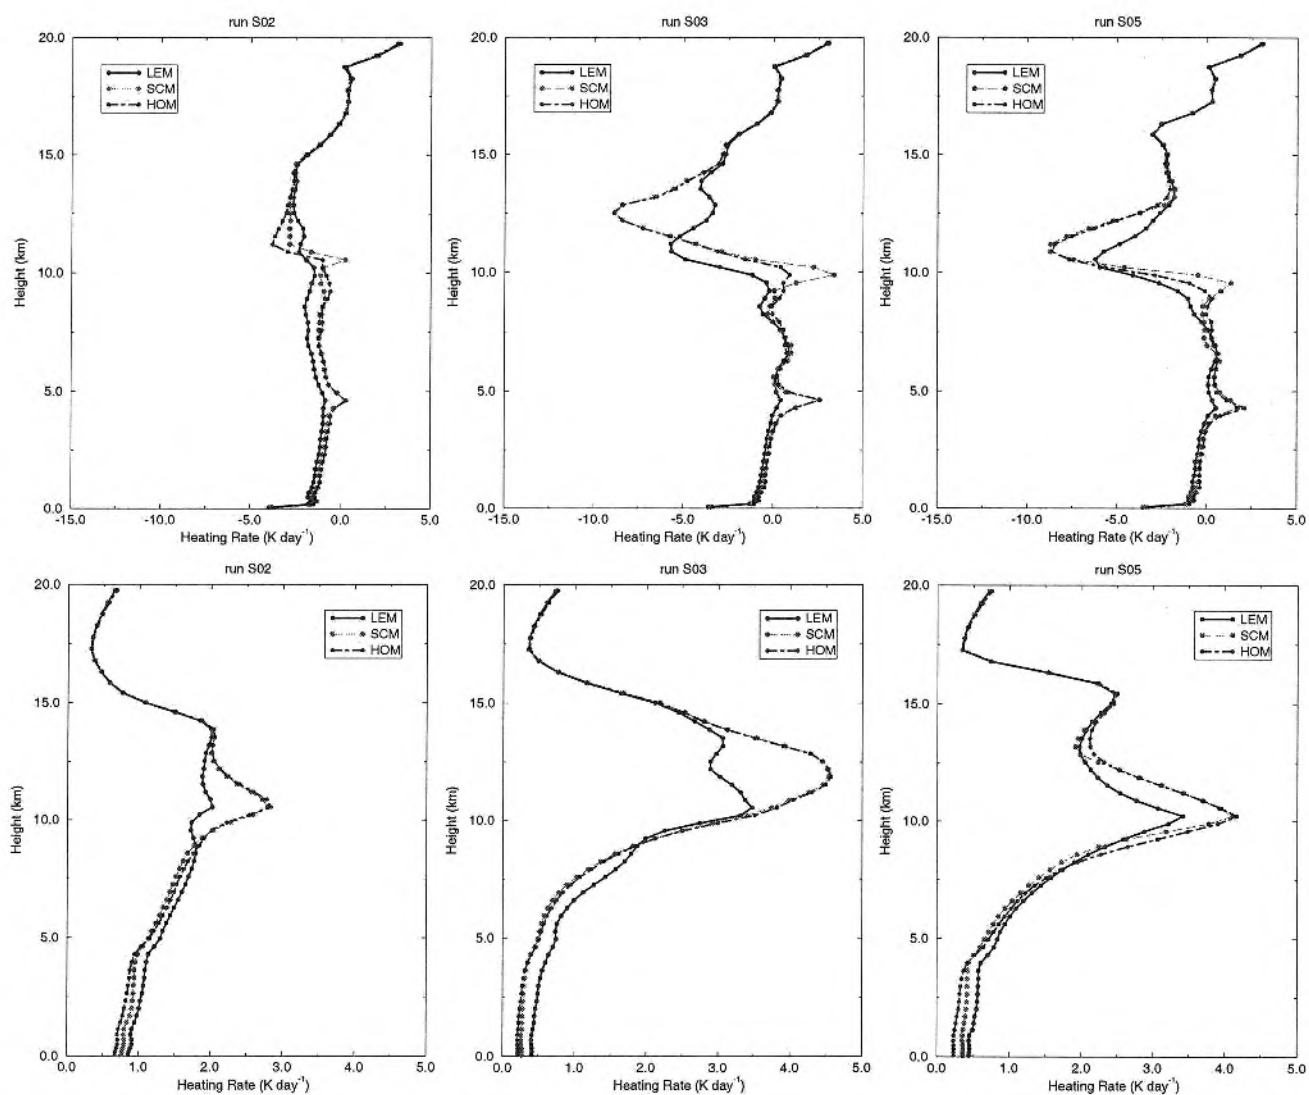 run S02
20.0
15.0
10.0
5.0
0.0
Height (km)
LEM
SCM
HOM
-15.0 -10.0 -5.0 0.0 5.0
Heating Rate (K day⁻¹)
run S03
20.0
15.0
10.0
5.0
0.0
Height (km)
LEM
SCM
HOM
-15.0 -10.0 -5.0 0.0 5.0
Heating Rate (K day⁻¹)
run S05
20.0
15.0
10.0
5.0
0.0
Height (km)
LEM
SCM
HOM
-15.0 -10.0 -5.0 0.0 5.0
Heating Rate (K day⁻¹)
run S02
20.0
15.0
10.0
5.0
0.0
Height (km)
LEM
SCM
HOM
0.0 1.0 2.0 3.0 4.0 5.0
Heating Rate (K day⁻¹)
run S03
20.0
15.0
10.0
5.0
0.0
Height (km)
LEM
SCM
HOM
0.0 1.0 2.0 3.0 4.0 5.0
Heating Rate (K day⁻¹)
run S05
20.0
15.0
10.0
5.0
0.0
Height (km)
LEM
SCM
HOM
0.0 1.0 2.0 3.0 4.0 5.0
Heating Rate (K day⁻¹)